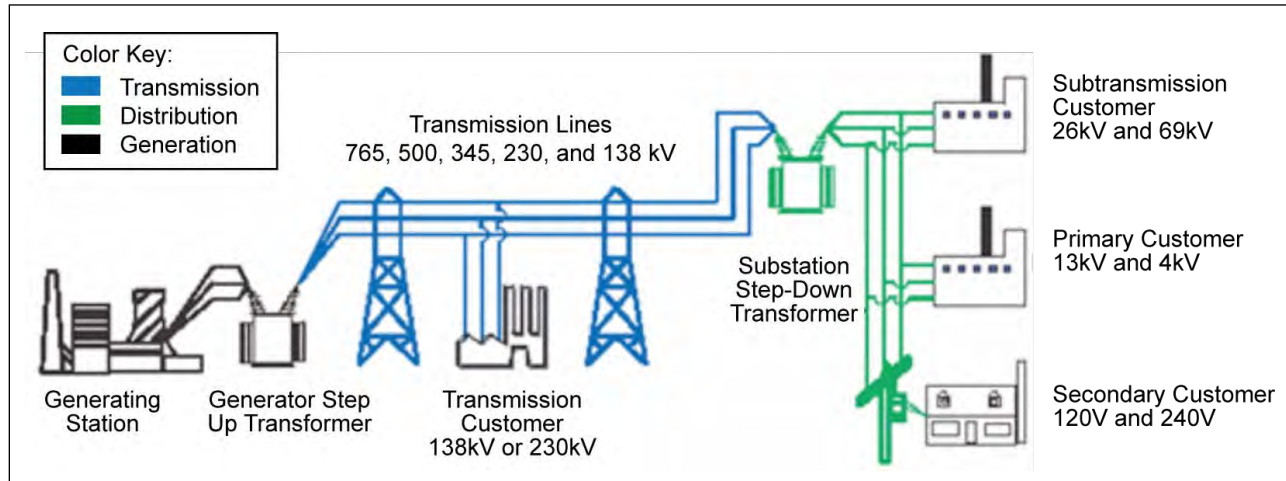 Color Key:
Transmission
Distribution
Generation
Transmission Lines
765, 500, 345, 230, and 138 kV
Subtransmission
Customer
26kV and 69kV
Primary Customer
13kV and 4kV
Substation
Step-Down
Transformer
Generating
Station
Generator Step
Up Transformer
Transmission
Customer
138kV or 230kV
Secondary Customer
120V and 240V